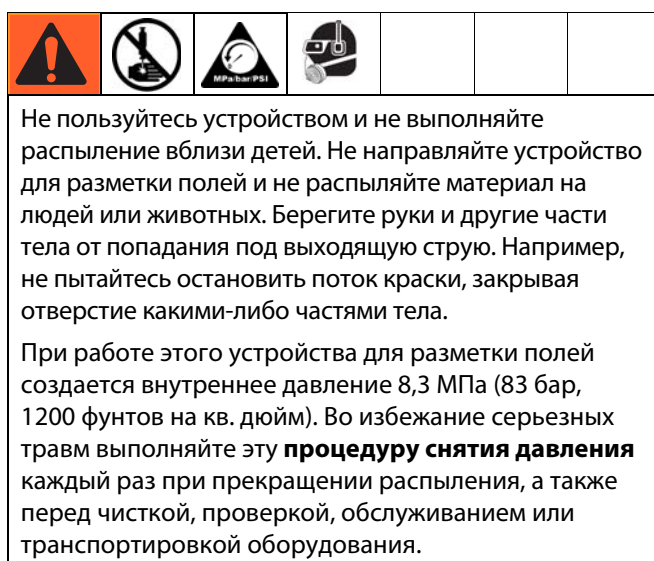 MPa/bar/PSI
Не пользуйтесь устройством и не выполняйте
распыление вблизи детей. Не направляйте устройство
для разметки полей и не распыляйте материал на
людей или животных. Берегите руки и другие части
тела от попадания под выходящую струю. Например,
не пытайтесь остановить поток краски, закрывая
отверстие какими-либо частями тела.
При работе этого устройства для разметки полей
создается внутреннее давление 8,3 МПа (83 бар,
1200 фунтов на кв. дюйм). Во избежание серьезных
травм выполняйте эту процедуру снятия давления
каждый раз при прекращении распыления, а также
перед чисткой, проверкой, обслуживанием или
транспортировкой оборудования.